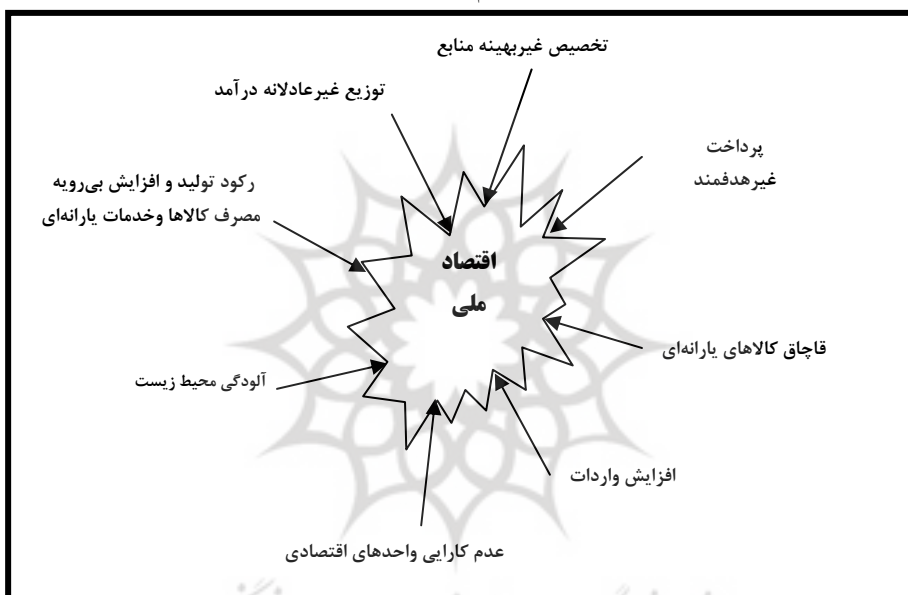 تخصیص غیربهینه منابع
توزیع غیرعادلانه درآمد
پرداخت
غیرهدفمند
رکود تولید و افزایش بی‌رویه
مصرف کالاها وخدمات یارانه‌ای
اقتصاد
ملی
قاچاق کالاهای یارانه‌ای
آلودگی محیط زیست
افزایش واردات
عدم کارایی واحدهای اقتصادی